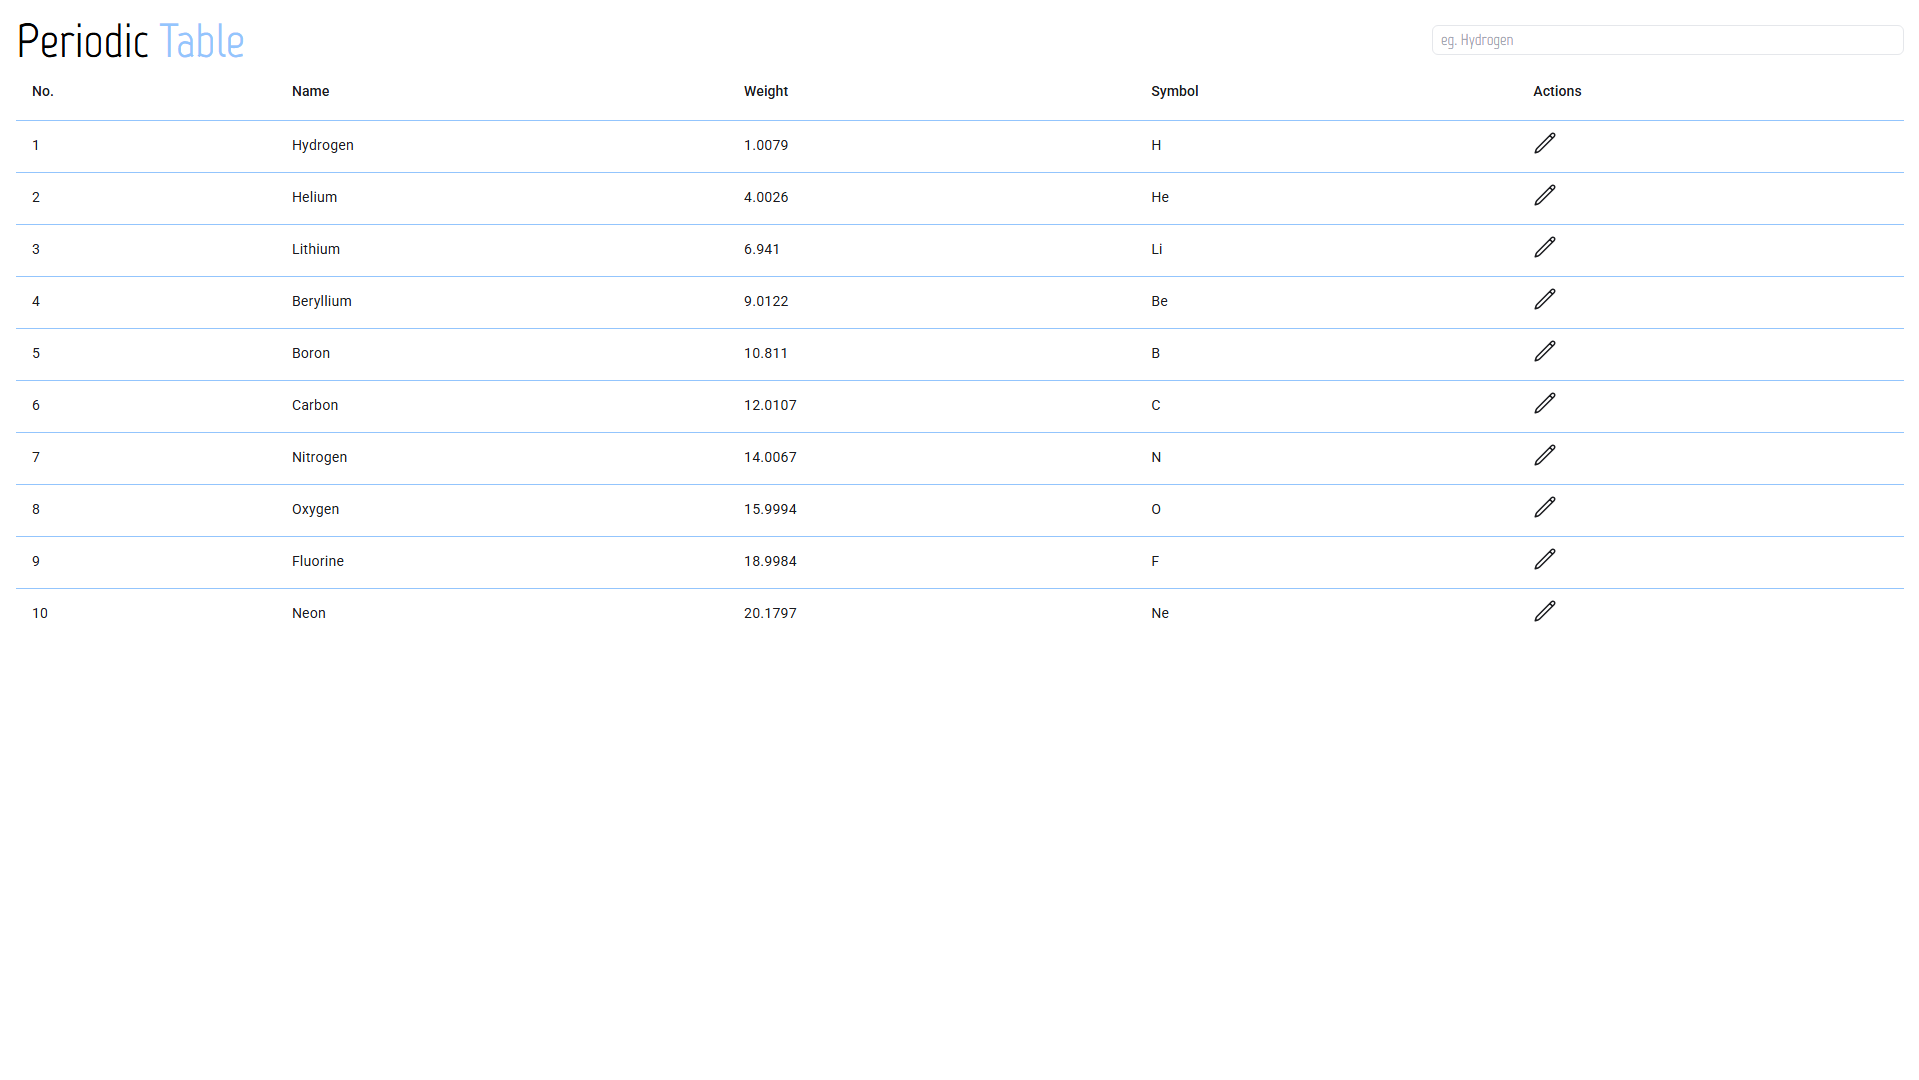 Periodic Table
eg. Hydrogen
No. Name Weight Symbol Actions
1 Hydrogen 1.0079 H
2 Helium 4.0026 He
3 Lithium 6.941 Li
4 Beryllium 9.0122 Be
5 Boron 10.811 B
6 Carbon 12.0107 C
7 Nitrogen 14.0067 N
8 Oxygen 15.9994 O
9 Fluorine 18.9984 F
10 Neon 20.1797 Ne